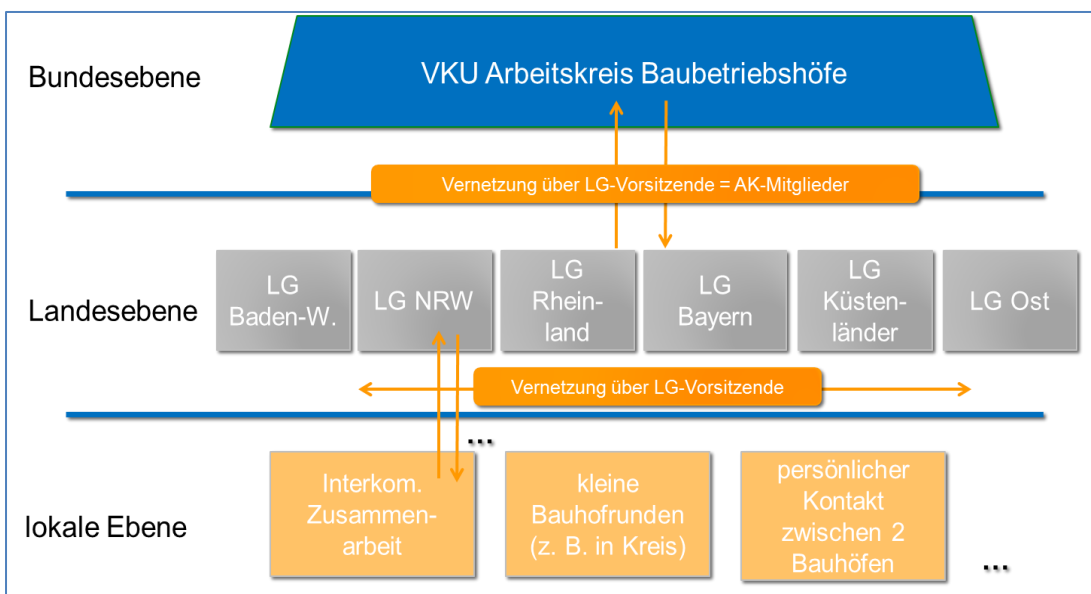 Bundesebene
VKU Arbeitskreis Baubetriebshöfe
Vernetzung über LG-Vorsitzende = AK-Mitglieder
Landesebene
LG
Baden-W.
LG NRW
LG
Rhein-
land
LG
Bayern
LG
Küsten-
länder
LG Ost
Vernetzung über LG-Vorsitzende
...
lokale Ebene
Interkom.
Zusammen-
arbeit
kleine
Bauhofrunden
(z. B. in Kreis)
persönlicher
Kontakt
zwischen 2
Bauhöfen
...